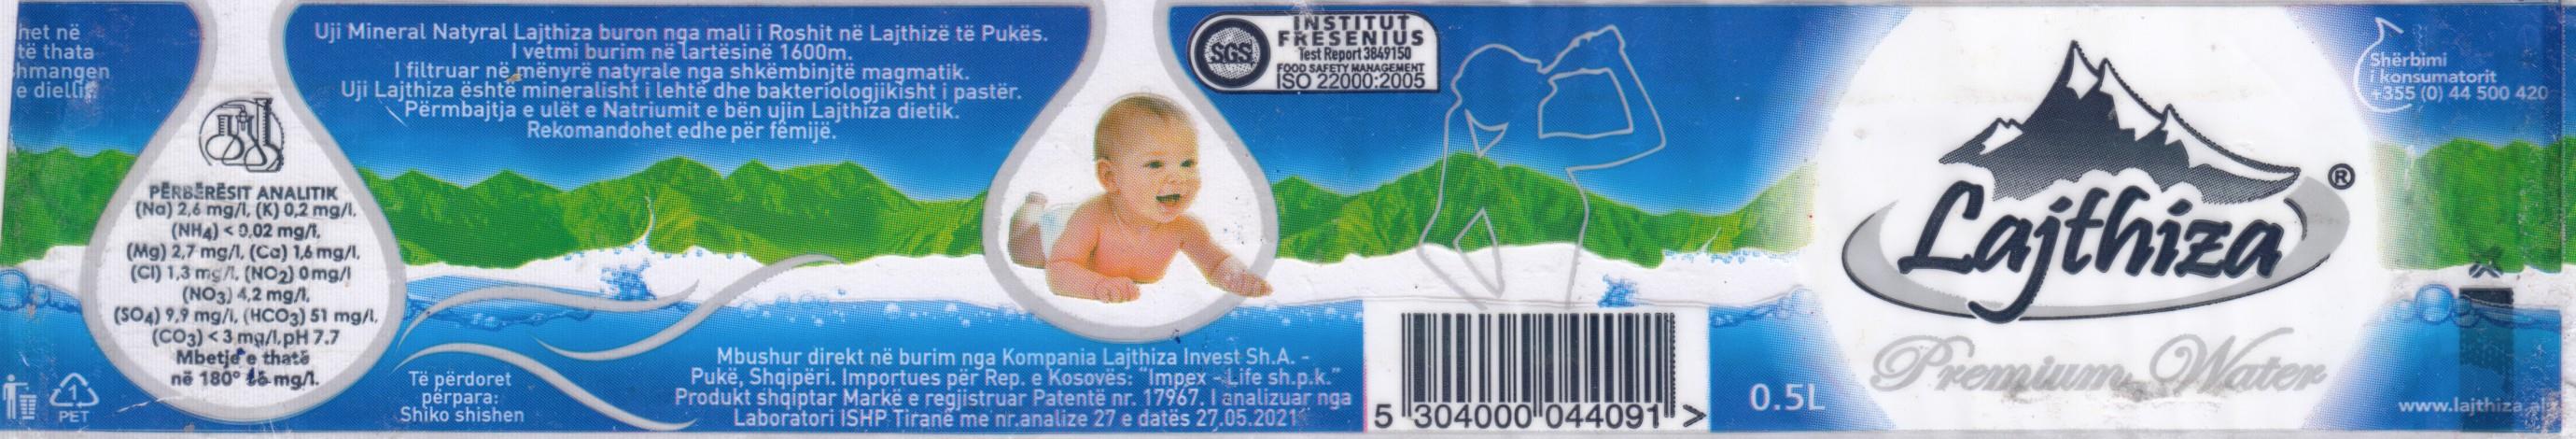 het në
të thata
hmangen
e diellit
PËRBËRËSIT ANALITIK
(Na) 2,6 mg/l, (K) 0,2 mg/l,
(NH4) < 0,02 mg/l,
(Mg) 2,7 mg/l, (Ca) 1,6 mg/l,
(Cl) 1,3 mg/l, (NO2) 0mg/l
(NO3) 4,2 mg/l,
(SO4) 9,9 mg/l, (HCO3) 51 mg/l,
(CO3) < 3 mg/l, pH 7.7
Mbetje e thatë
në 180° mg/l.
1
PET
Uji Mineral Natyral Lajthiza buron nga mali i Roshit në Lajthizë të Pukës.
I vetmi burim në lartësinë 1600m.
I filtruar në mënyrë natyrale nga shkëmbinjtë magmatik.
Uji Lajthiza është mineralisht i lehtë dhe bakteriologjikisht i pastër.
Përmbajtja e ulët e Natriumit e bën ujin Lajthiza dietik.
Rekomandohet edhe për fëmijë.
Të përdoret
përpara:
Shiko shishen
Mbushur direkt në burim nga Kompania Lajthiza Invest Sh.A. -
Pukë, Shqipëri. Importues për Rep. e Kosovës: "Impex - Life sh.p.k."
Produkt shqiptar Markë e regjistruar Patentë nr. 17967. I analizuar nga
Laboratori ISHP Tiranë me nr.analize 27 e datës 27.05.2021
SGS
INSTITUT
FRESENIUS
Test Report 3849150
FOOD SAFETY MANAGEMENT
ISO 22000:2005
5 304000 044091 >
0.5L
Lajthiza ®
Premium Water
Shërbimi
i konsumatorit
+355 (0) 44 500 420
www.lajthiza.al